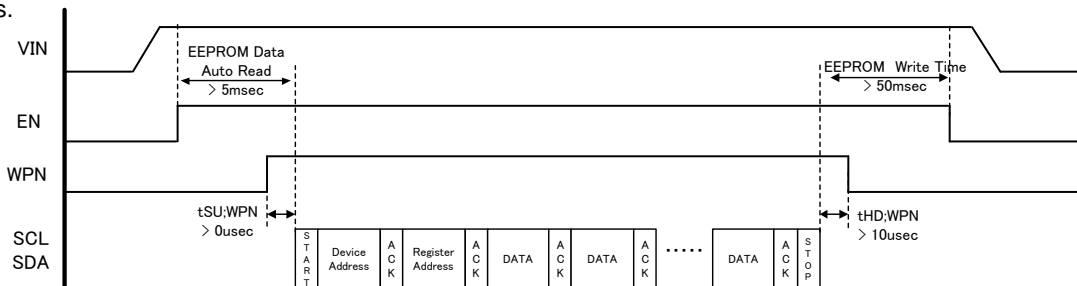 s.
VIN
EEPROM Data
Auto Read
> 5msec
EEPROM Write Time
> 50msec
EN
WPN
tSU;WPN
> 0usec
tHD;WPN
> 10usec
SCL
SDA
START
Device
Address
ACK
Register
Address
ACK
DATA
ACK
DATA
ACK
.....
DATA
ACK
STOP